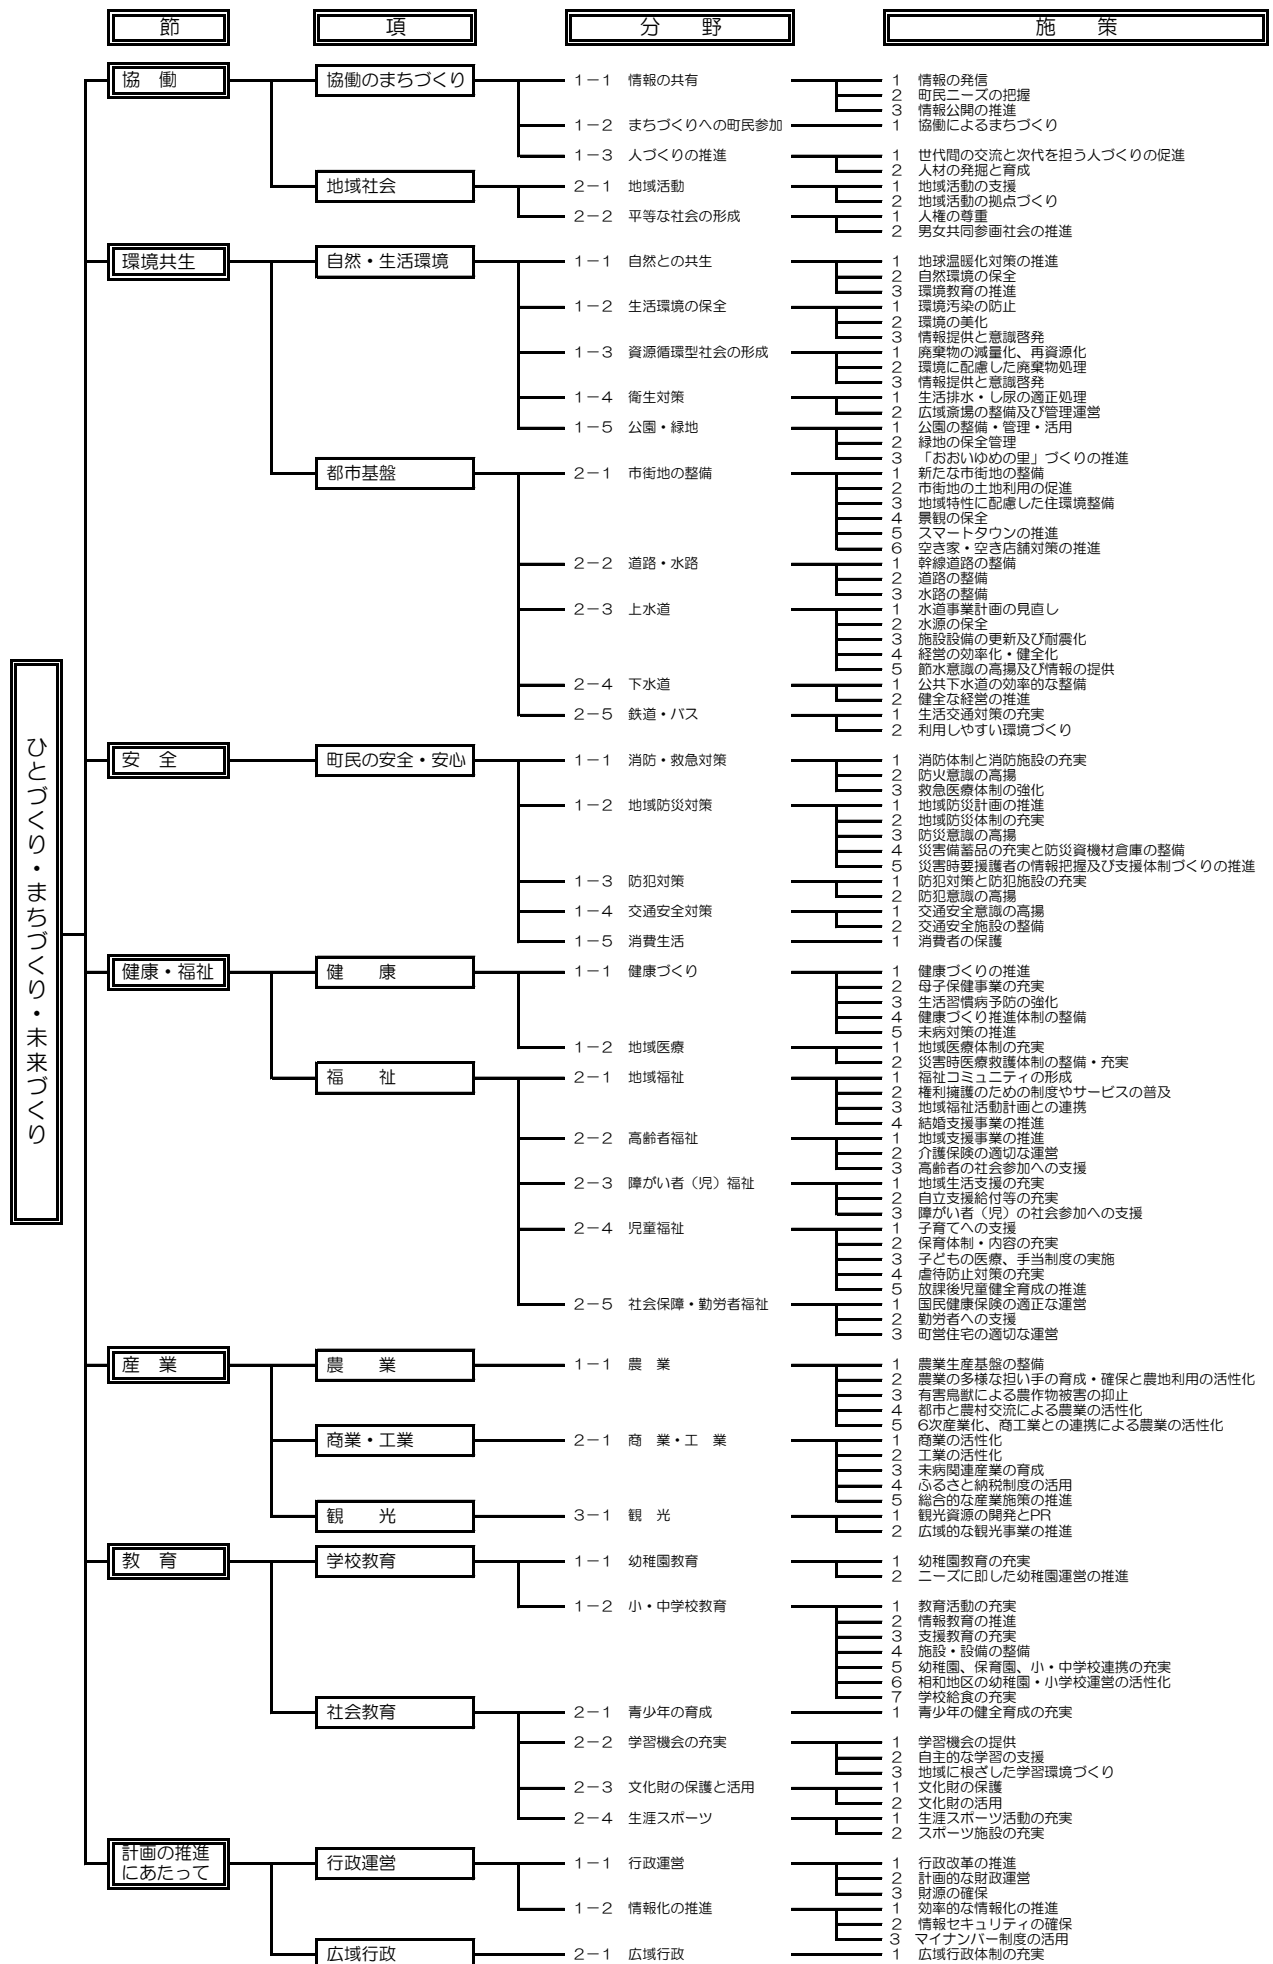 節　項　分　野　施　策
ひとづくり・まちづくり・未来づくり
協　働　協働のまちづくり　1－1　情報の共有　1　情報の発信
2　町民ニーズの把握
3　情報公開の推進
1－2　まちづくりへの町民参加　1　協働によるまちづくり
1－3　人づくりの推進　1　世代間の交流と次代を担う人づくりの促進
2　人材の発掘と育成
地域社会　2－1　地域活動　1　地域活動の支援
2　地域活動の拠点づくり
2－2　平等な社会の形成　1　人権の尊重
2　男女共同参画社会の推進
環境共生　自然・生活環境　1－1　自然との共生　1　地球温暖化対策の推進
2　自然環境の保全
3　環境教育の推進
1－2　生活環境の保全　1　環境汚染の防止
2　環境の美化
3　情報提供と意識啓発
1－3　資源循環型社会の形成　1　廃棄物の減量化、再資源化
2　環境に配慮した廃棄物処理
3　情報提供と意識啓発
1－4　衛生対策　1　生活排水・し尿の適正処理
2　広域斎場の整備及び管理運営
1－5　公園・緑地　1　公園の整備・管理・活用
2　緑地の保全管理
3　「おおいゆめの里」づくりの推進
都市基盤　2－1　市街地の整備　1　新たな市街地の整備
2　市街地の土地利用の促進
3　地域特性に配慮した住環境整備
4　景観の保全
5　スマートタウンの推進
6　空き家・空き店舗対策の推進
2－2　道路・水路　1　幹線道路の整備
2　道路の整備
3　水路の整備
2－3　上水道　1　水道事業計画の見直し
2　水源の保全
3　施設設備の更新及び耐震化
4　経営の効率化・健全化
5　節水意識の高揚及び情報の提供
2－4　下水道　1　公共下水道の効率的な整備
2　健全な経営の推進
2－5　鉄道・バス　1　生活交通対策の充実
2　利用しやすい環境づくり
安　全　町民の安全・安心　1－1　消防・救急対策　1　消防体制と消防施設の充実
2　防火意識の高揚
3　救急医療体制の強化
1－2　地域防災対策　1　地域防災計画の推進
2　地域防災体制の充実
3　防災意識の高揚
4　災害備蓄品の充実と防災資機材倉庫の整備
5　災害時要援護者の情報把握及び支援体制づくりの推進
1－3　防犯対策　1　防犯対策と防犯施設の充実
2　防犯意識の高揚
1－4　交通安全対策　1　交通安全意識の高揚
2　交通安全施設の整備
1－5　消費生活　1　消費者の保護
健康・福祉　健　康　1－1　健康づくり　1　健康づくりの推進
2　母子保健事業の充実
3　生活習慣病予防の強化
4　健康づくり推進体制の整備
5　未病対策の推進
1－2　地域医療　1　地域医療体制の充実
2　災害時医療救護体制の整備・充実
福　祉　2－1　地域福祉　1　福祉コミュニティの形成
2　権利擁護のための制度やサービスの普及
3　地域福祉活動計画との連携
4　結婚支援事業の推進
2－2　高齢者福祉　1　地域支援事業の推進
2　介護保険の適切な運営
3　高齢者の社会参加への支援
2－3　障がい者（児）福祉　1　地域生活支援の充実
2　自立支援給付等の充実
3　障がい者（児）の社会参加への支援
2－4　児童福祉　1　子育てへの支援
2　保育体制・内容の充実
3　子どもの医療、手当制度の実施
4　虐待防止対策の充実
5　放課後児童健全育成の推進
2－5　社会保障・勤労者福祉　1　国民健康保険の適正な運営
2　勤労者への支援
3　町営住宅の適切な運営
産　業　農　業　1－1　農　業　1　農業生産基盤の整備
2　農業の多様な担い手の育成・確保と農地利用の活性化
3　有害鳥獣による農作物被害の抑止
4　都市と農村交流による農業の活性化
5　6次産業化、商工業との連携による農業の活性化
商業・工業　2－1　商　業・工　業　1　商業の活性化
2　工業の活性化
3　未病関連産業の育成
4　ふるさと納税制度の活用
5　総合的な産業施策の推進
観　光　3－1　観　光　1　観光資源の開発とPR
2　広域的な観光事業の推進
教　育　学校教育　1－1　幼稚園教育　1　幼稚園教育の充実
2　ニーズに即した幼稚園運営の推進
1－2　小・中学校教育　1　教育活動の充実
2　情報教育の推進
3　支援教育の充実
4　施設・設備の整備
5　幼稚園、保育園、小・中学校連携の充実
6　相和地区の幼稚園・小学校運営の活性化
7　学校給食の充実
社会教育　2－1　青少年の育成　1　青少年の健全育成の充実
2－2　学習機会の充実　1　学習機会の提供
2　自主的な学習の支援
3　地域に根ざした学習環境づくり
2－3　文化財の保護と活用　1　文化財の保護
2　文化財の活用
2－4　生涯スポーツ　1　生涯スポーツ活動の充実
2　スポーツ施設の充実
計画の推進
にあたって　行政運営　1－1　行政運営　1　行政改革の推進
2　計画的な財政運営
3　財源の確保
1－2　情報化の推進　1　効率的な情報化の推進
2　情報セキュリティの確保
3　マイナンバー制度の活用
広域行政　2－1　広域行政　1　広域行政体制の充実